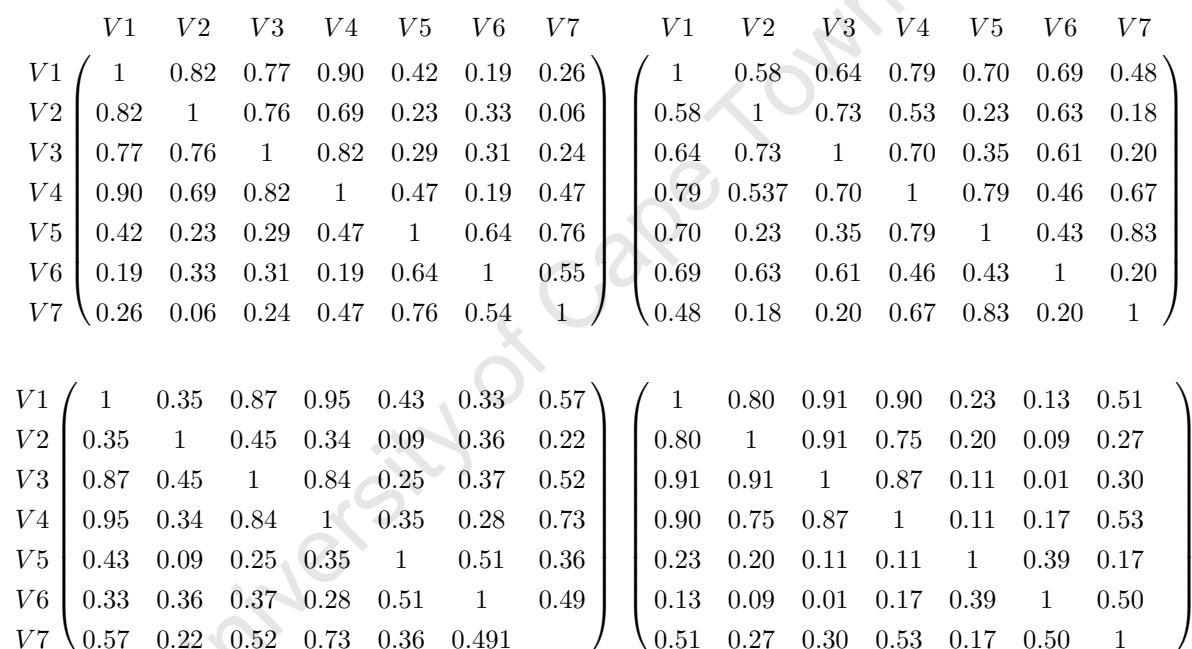 V1 V2 V3 V4 V5 V6 V7 V1 V2 V3 V4 V5 V6 V7
V1 1 0.82 0.77 0.90 0.42 0.19 0.26 1 0.58 0.64 0.79 0.70 0.69 0.48
V2 0.82 1 0.76 0.69 0.23 0.33 0.06 0.58 1 0.73 0.53 0.23 0.63 0.18
V3 0.77 0.76 1 0.82 0.29 0.31 0.24 0.64 0.73 1 0.70 0.35 0.61 0.20
V4 0.90 0.69 0.82 1 0.47 0.19 0.47 0.79 0.537 0.70 1 0.79 0.46 0.67
V5 0.42 0.23 0.29 0.47 1 0.64 0.76 0.70 0.23 0.35 0.79 1 0.43 0.83
V6 0.19 0.33 0.31 0.19 0.64 1 0.55 0.69 0.63 0.61 0.46 0.43 1 0.20
V7 0.26 0.06 0.24 0.47 0.76 0.54 1 0.48 0.18 0.20 0.67 0.83 0.20 1
V1 1 0.35 0.87 0.95 0.43 0.33 0.57 1 0.80 0.91 0.90 0.23 0.13 0.51
V2 0.35 1 0.45 0.34 0.09 0.36 0.22 0.80 1 0.91 0.75 0.20 0.09 0.27
V3 0.87 0.45 1 0.84 0.25 0.37 0.52 0.91 0.91 1 0.87 0.11 0.01 0.30
V4 0.95 0.34 0.84 1 0.35 0.28 0.73 0.90 0.75 0.87 1 0.11 0.17 0.53
V5 0.43 0.09 0.25 0.35 1 0.51 0.36 0.23 0.20 0.11 0.11 1 0.39 0.17
V6 0.33 0.36 0.37 0.28 0.51 1 0.49 0.13 0.09 0.01 0.17 0.39 1 0.50
V7 0.57 0.22 0.52 0.73 0.36 0.491 0.51 0.27 0.30 0.53 0.17 0.50 1
niversity of Cape Town